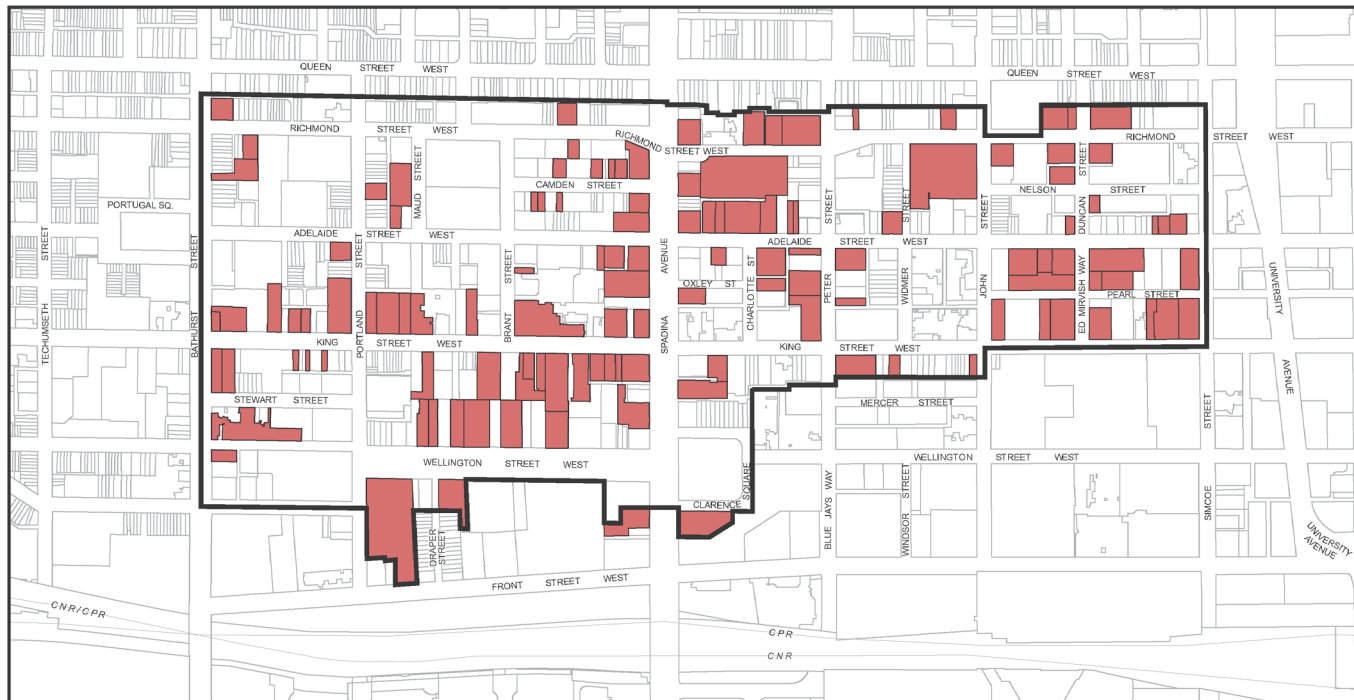 QUEEN STREET WEST
QUEEN STREET WEST
RICHMOND STREET WEST
RICHMOND STREET WEST
RICHMOND STREET WEST
CAMDEN STREET
NELSON STREET
PORTUGAL SQ.
MAUD STREET
DUNCAN STREET
ADELAIDE STREET WEST
ADELAIDE STREET WEST
OXLEY ST
PEARL STREET
TECHUMSETH STREET
BATHURST STREET
PORTLAND STREET
BRANT STREET
SPADINA AVENUE
CHARLOTTE ST
PETER STREET
WIDMER STREET
JOHN STREET
ED MIRVISH WAY
UNIVERSITY AVENUE
KING STREET WEST
KING STREET WEST
STEWART STREET
MERCER STREET
WELLINGTON STREET WEST
WELLINGTON STREET WEST
CLARENCE SQUARE
BLUE JAYS WAY
WINDSOR STREET
SIMCOE STREET
UNIVERSITY
AVENUE
DRAPER
STREET
FRONT STREET WEST
CNR/CPR
CPR
CNR